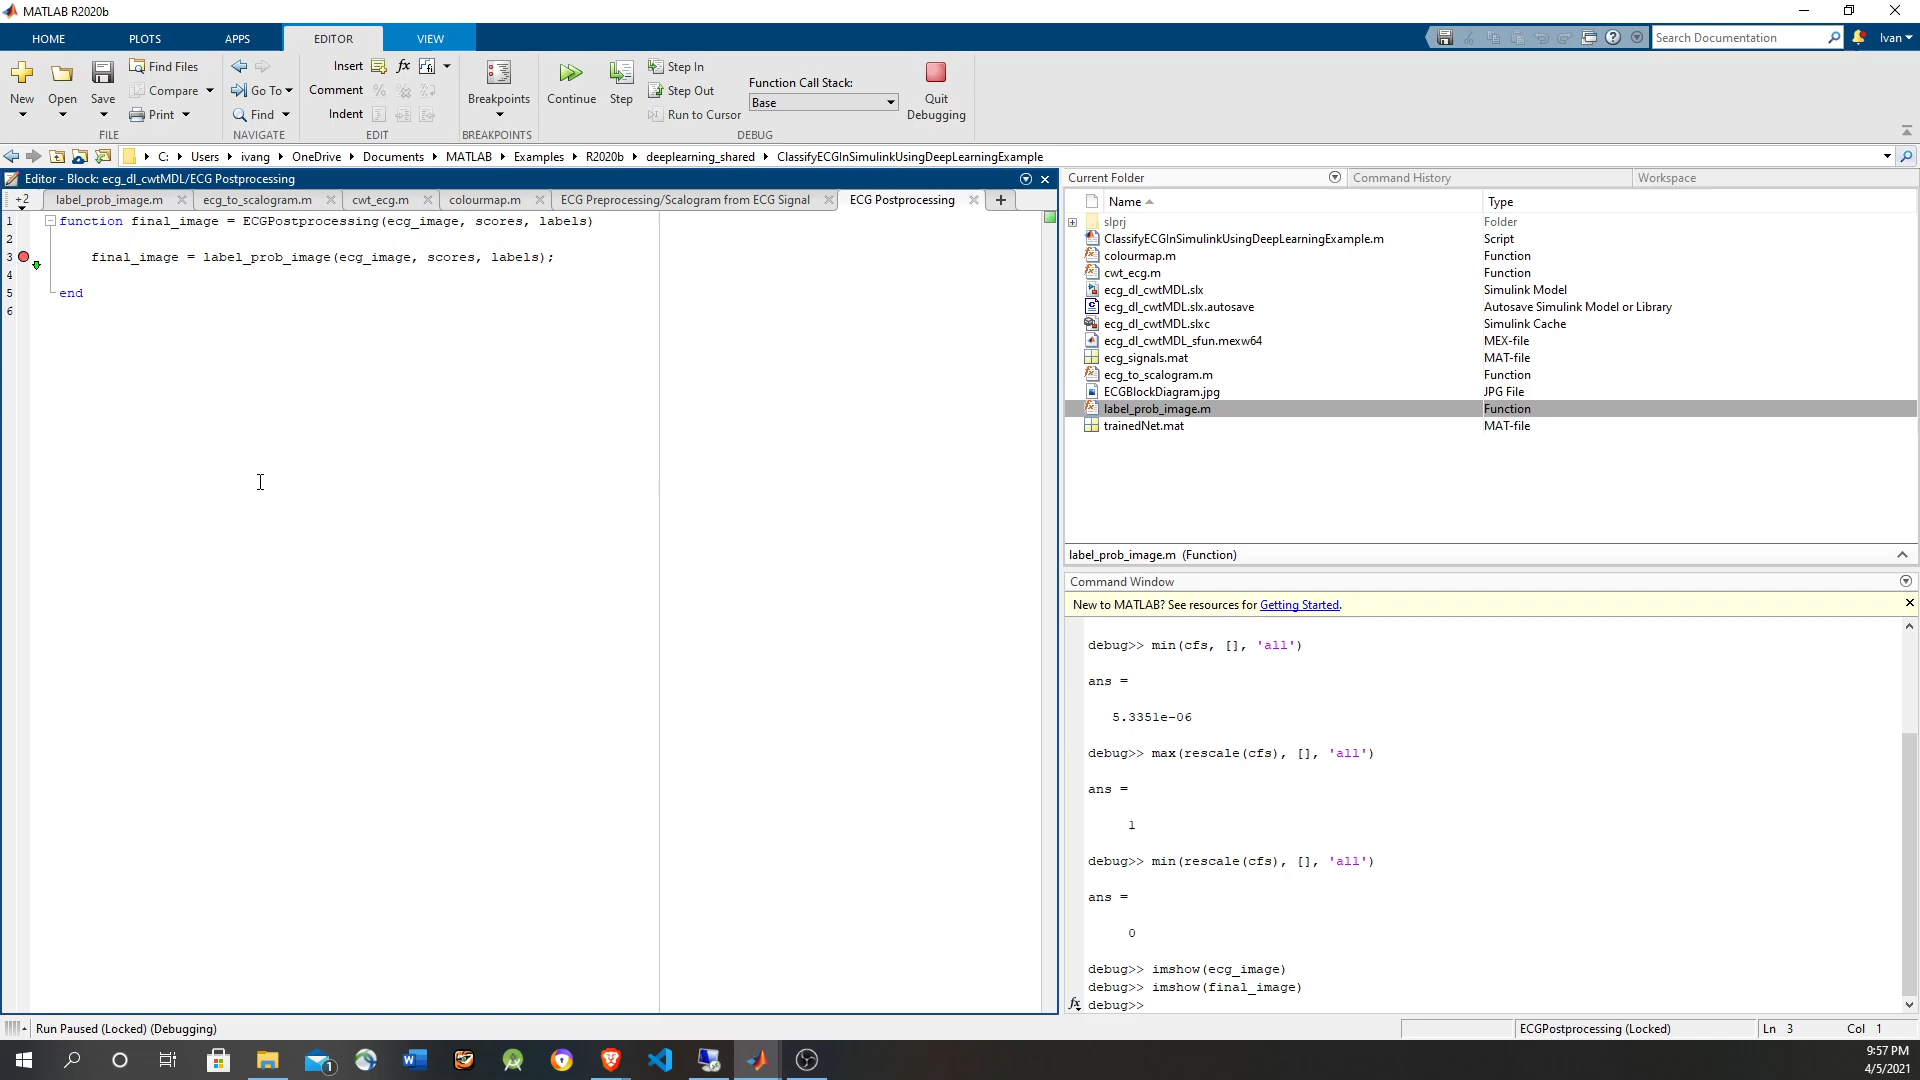 MATLAB R2020b
HOME PLOTS APPS EDITOR VIEW
Search Documentation
Ivan
New
Open
Save
Find Files
Compare
Print
FILE
Go To
Find
NAVIGATE
Insert fx
Comment
Indent
EDIT
Breakpoints
BREAKPOINTS
Continue
Step
Step In
Step Out
Run to Cursor
Function Call Stack:
Base
Quit Debugging
DEBUG
C: Users ivang OneDrive Documents MATLAB Examples R2020b deeplearning_shared ClassifyECGInSimulinkUsingDeepLearningExample
Editor - Block: ecg_dl_cwtMDL/ECG Postprocessing
+2 label_prob_image.m ecg_to_scalogram.m cwt_ecg.m colourmap.m ECG Preprocessing/Scalogram from ECG Signal ECG Postprocessing
1 function final_image = ECGPostprocessing(ecg_image, scores, labels)
2
3 final_image = label_prob_image(ecg_image, scores, labels);
4
5 end
6
Current Folder Command History Workspace
Name Type
slprj Folder
ClassifyECGInSimulinkUsingDeepLearningExample.m Script
colourmap.m Function
cwt_ecg.m Function
ecg_dl_cwtMDL.slx Simulink Model
ecg_dl_cwtMDL.slx.autosave Autosave Simulink Model or Library
ecg_dl_cwtMDL.slxc Simulink Cache
ecg_dl_cwtMDL_sfun.mexw64 MEX-file
ecg_signals.mat MAT-file
ecg_to_scalogram.m Function
ECGBlockDiagram.jpg JPG File
label_prob_image.m Function
trainedNet.mat MAT-file
label_prob_image.m (Function)
Command Window
New to MATLAB? See resources for Getting Started.
debug>> min(cfs, [], 'all')
ans =
5.3351e-06
debug>> max(rescale(cfs), [], 'all')
ans =
1
debug>> min(rescale(cfs), [], 'all')
ans =
0
debug>> imshow(ecg_image)
debug>> imshow(final_image)
fx debug>>
Run Paused (Locked) (Debugging)
ECGPostprocessing (Locked)
Ln 3 Col 1
1
9:57 PM
4/5/2021